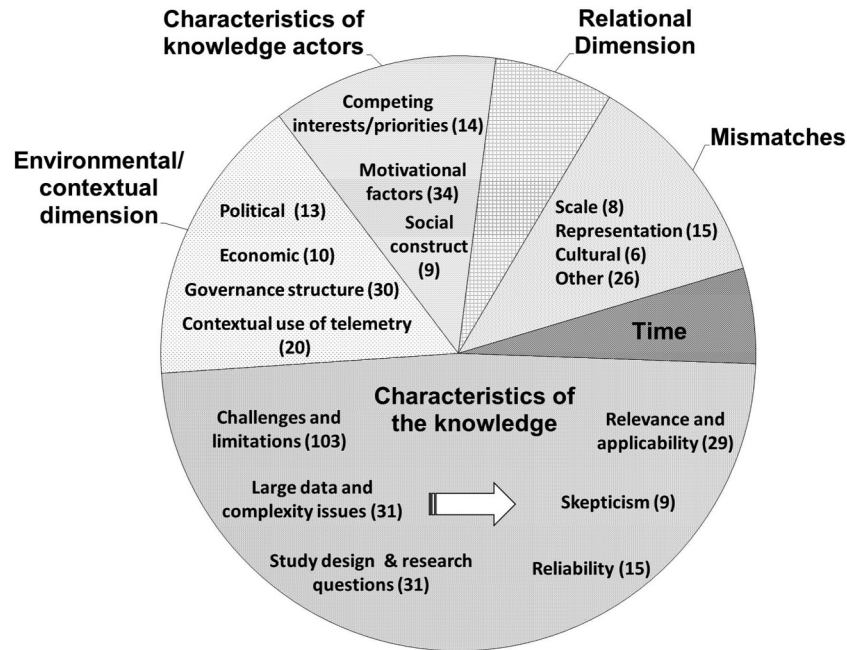 Characteristics of
knowledge actors
Relational
Dimension
Mismatches
Environmental/
contextual
dimension
Competing
interests/priorities (14)
Motivational
factors (34)
Social
construct
(9)
Political (13)
Economic (10)
Governance structure (30)
Contextual use of telemetry
(20)
Scale (8)
Representation (15)
Cultural (6)
Other (26)
Time
Characteristics of
the knowledge
Challenges and
limitations (103)
Large data and
complexity issues (31)
Study design & research
questions (31)
Relevance and
applicability (29)
Skepticism (9)
Reliability (15)